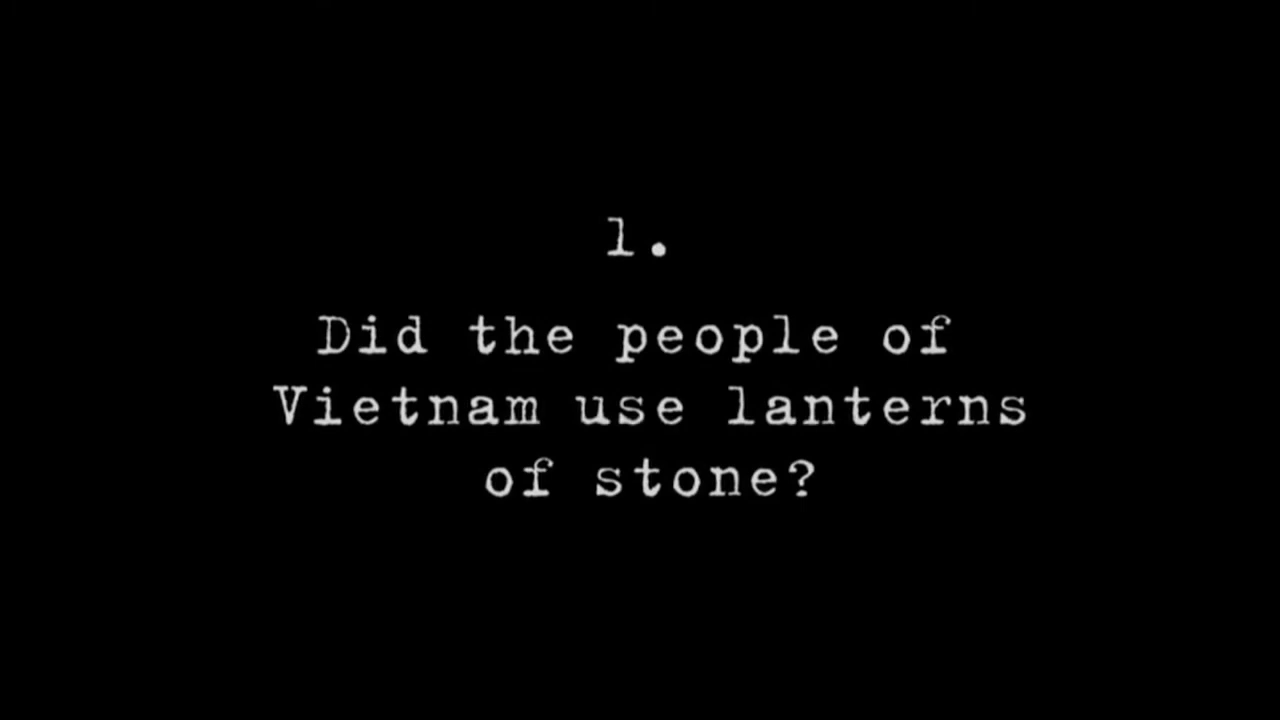 1.
Did the people of
Vietnam use lanterns
of stone?